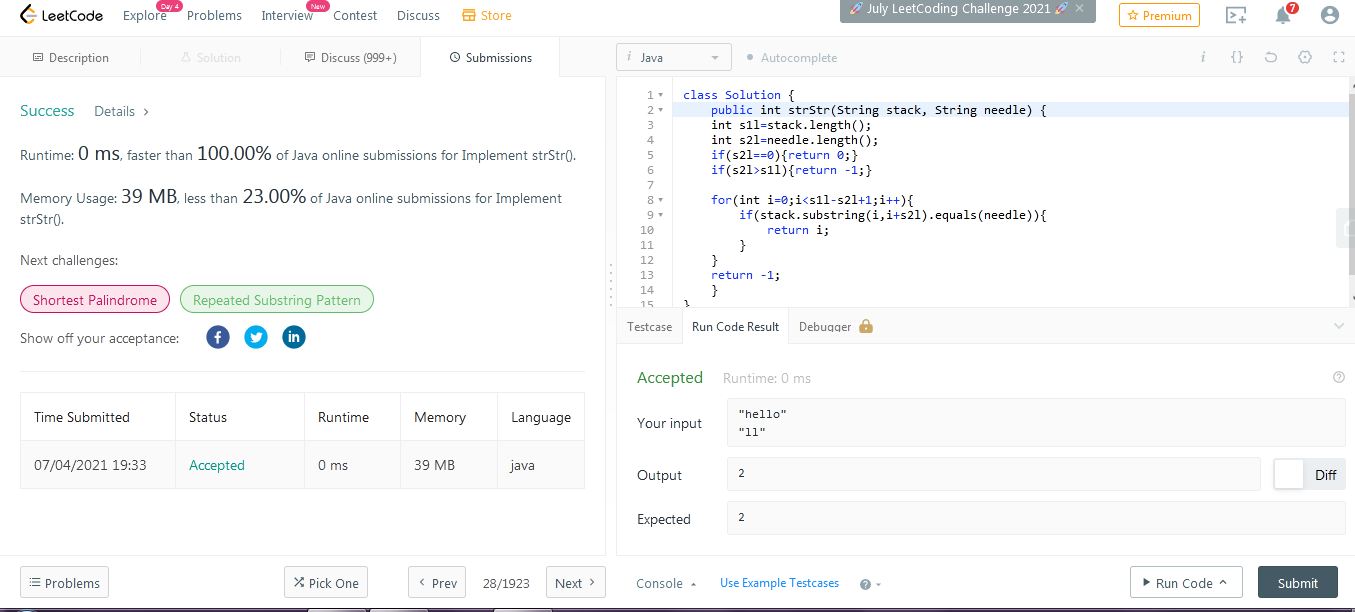 LeetCode
Explore Day 4 Problems Interview New Contest Discuss Store
🚀 July LeetCoding Challenge 2021 🚀 ×
Premium 7
Description Solution Discuss (999+) Submissions
Success Details >
Runtime: 0 ms, faster than 100.00% of Java online submissions for Implement strStr().
Memory Usage: 39 MB, less than 23.00% of Java online submissions for Implement
strStr().
Next challenges:
Shortest Palindrome Repeated Substring Pattern
Show off your acceptance:
Time Submitted Status Runtime Memory Language
07/04/2021 19:33 Accepted 0 ms 39 MB java
Problems Pick One < Prev 28/1923 Next >
i Java Autocomplete i {}
1 class Solution {
2 public int strStr(String stack, String needle) {
3 int s1l=stack.length();
4 int s2l=needle.length();
5 if(s2l==0){return 0;}
6 if(s2l>s1l){return -1;}
7
8 for(int i=0;i<s1l-s2l+1;i++){
9 if(stack.substring(i,i+s2l).equals(needle)){
10 return i;
11 }
12 }
13 return -1;
14 }
15 }
Testcase Run Code Result Debugger
Accepted Runtime: 0 ms
Your input
"hello"
"ll"
Output 2 Diff
Expected 2
Console Use Example Testcases Run Code Submit